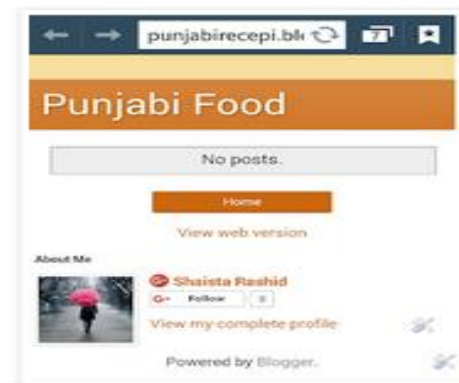 punjabirecepi.bl
7
Punjabi Food
No posts.
Home
View web version
About Me
Shaista Rashid
G+ Follow 8
View my complete profile
Powered by Blogger.